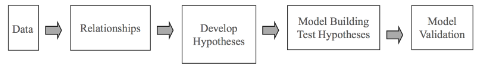 Data
Relationships
Develop
Hypotheses
Model Building
Test Hypotheses
Model
Validation